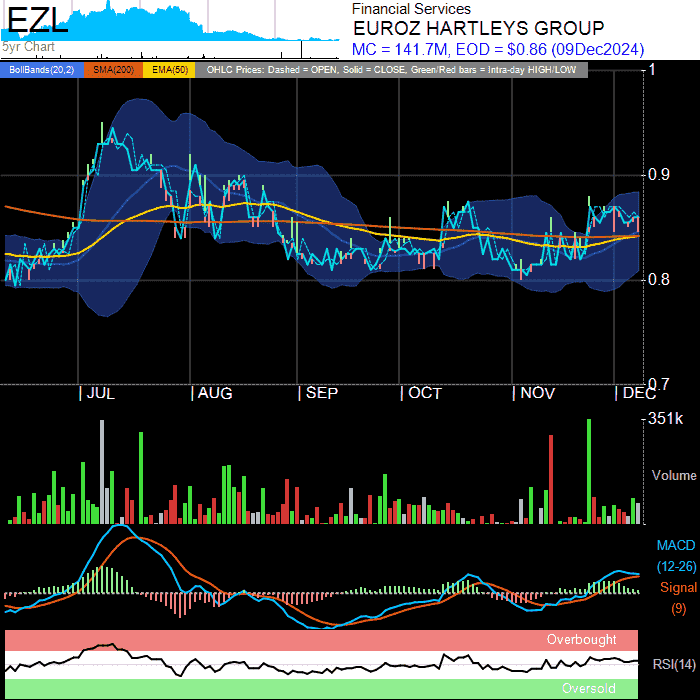 EZL
5yr Chart
Financial Services
EUROZ HARTLEYS GROUP
MC = 141.7M, EOD = $0.86 (09Dec2024)
BollBands(20,2) SMA(200) EMA(50) OHLC Prices: Dashed = OPEN, Solid = CLOSE, Green/Red bars = Intra-day HIGH/LOW
1
0.9
0.8
0.7
JUL AUG SEP OCT NOV DEC
351k
Volume
MACD
(12-26)
Signal
(9)
Overbought
RSI(14)
Oversold